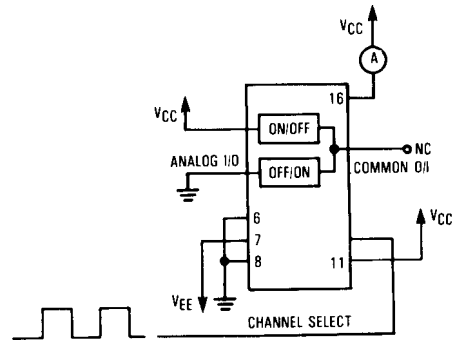 VCC
A
16
VCC
ON/OFF
NC
ANALOG I/O
OFF/ON
COMMON O/I
6
7
VCC
8
11
VEE
CHANNEL SELECT